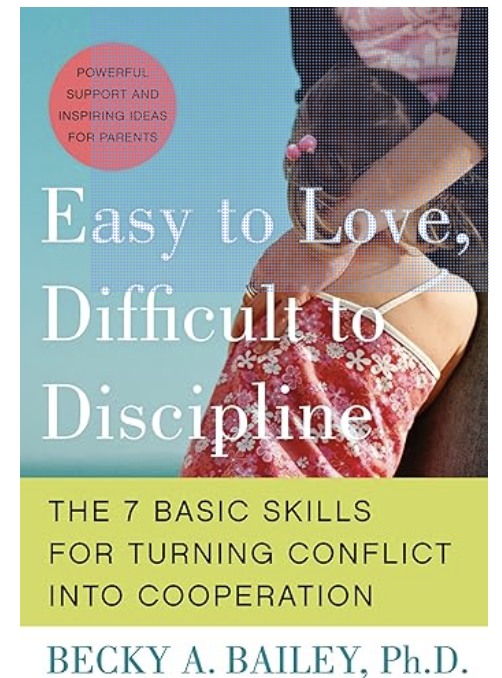 POWERFUL
SUPPORT AND
INSPIRING IDEAS
FOR PARENTS
Easy to Love,
Difficult to
Discipline
THE 7 BASIC SKILLS
FOR TURNING CONFLICT
INTO COOPERATION
BECKY A. BAILEY, Ph.D.